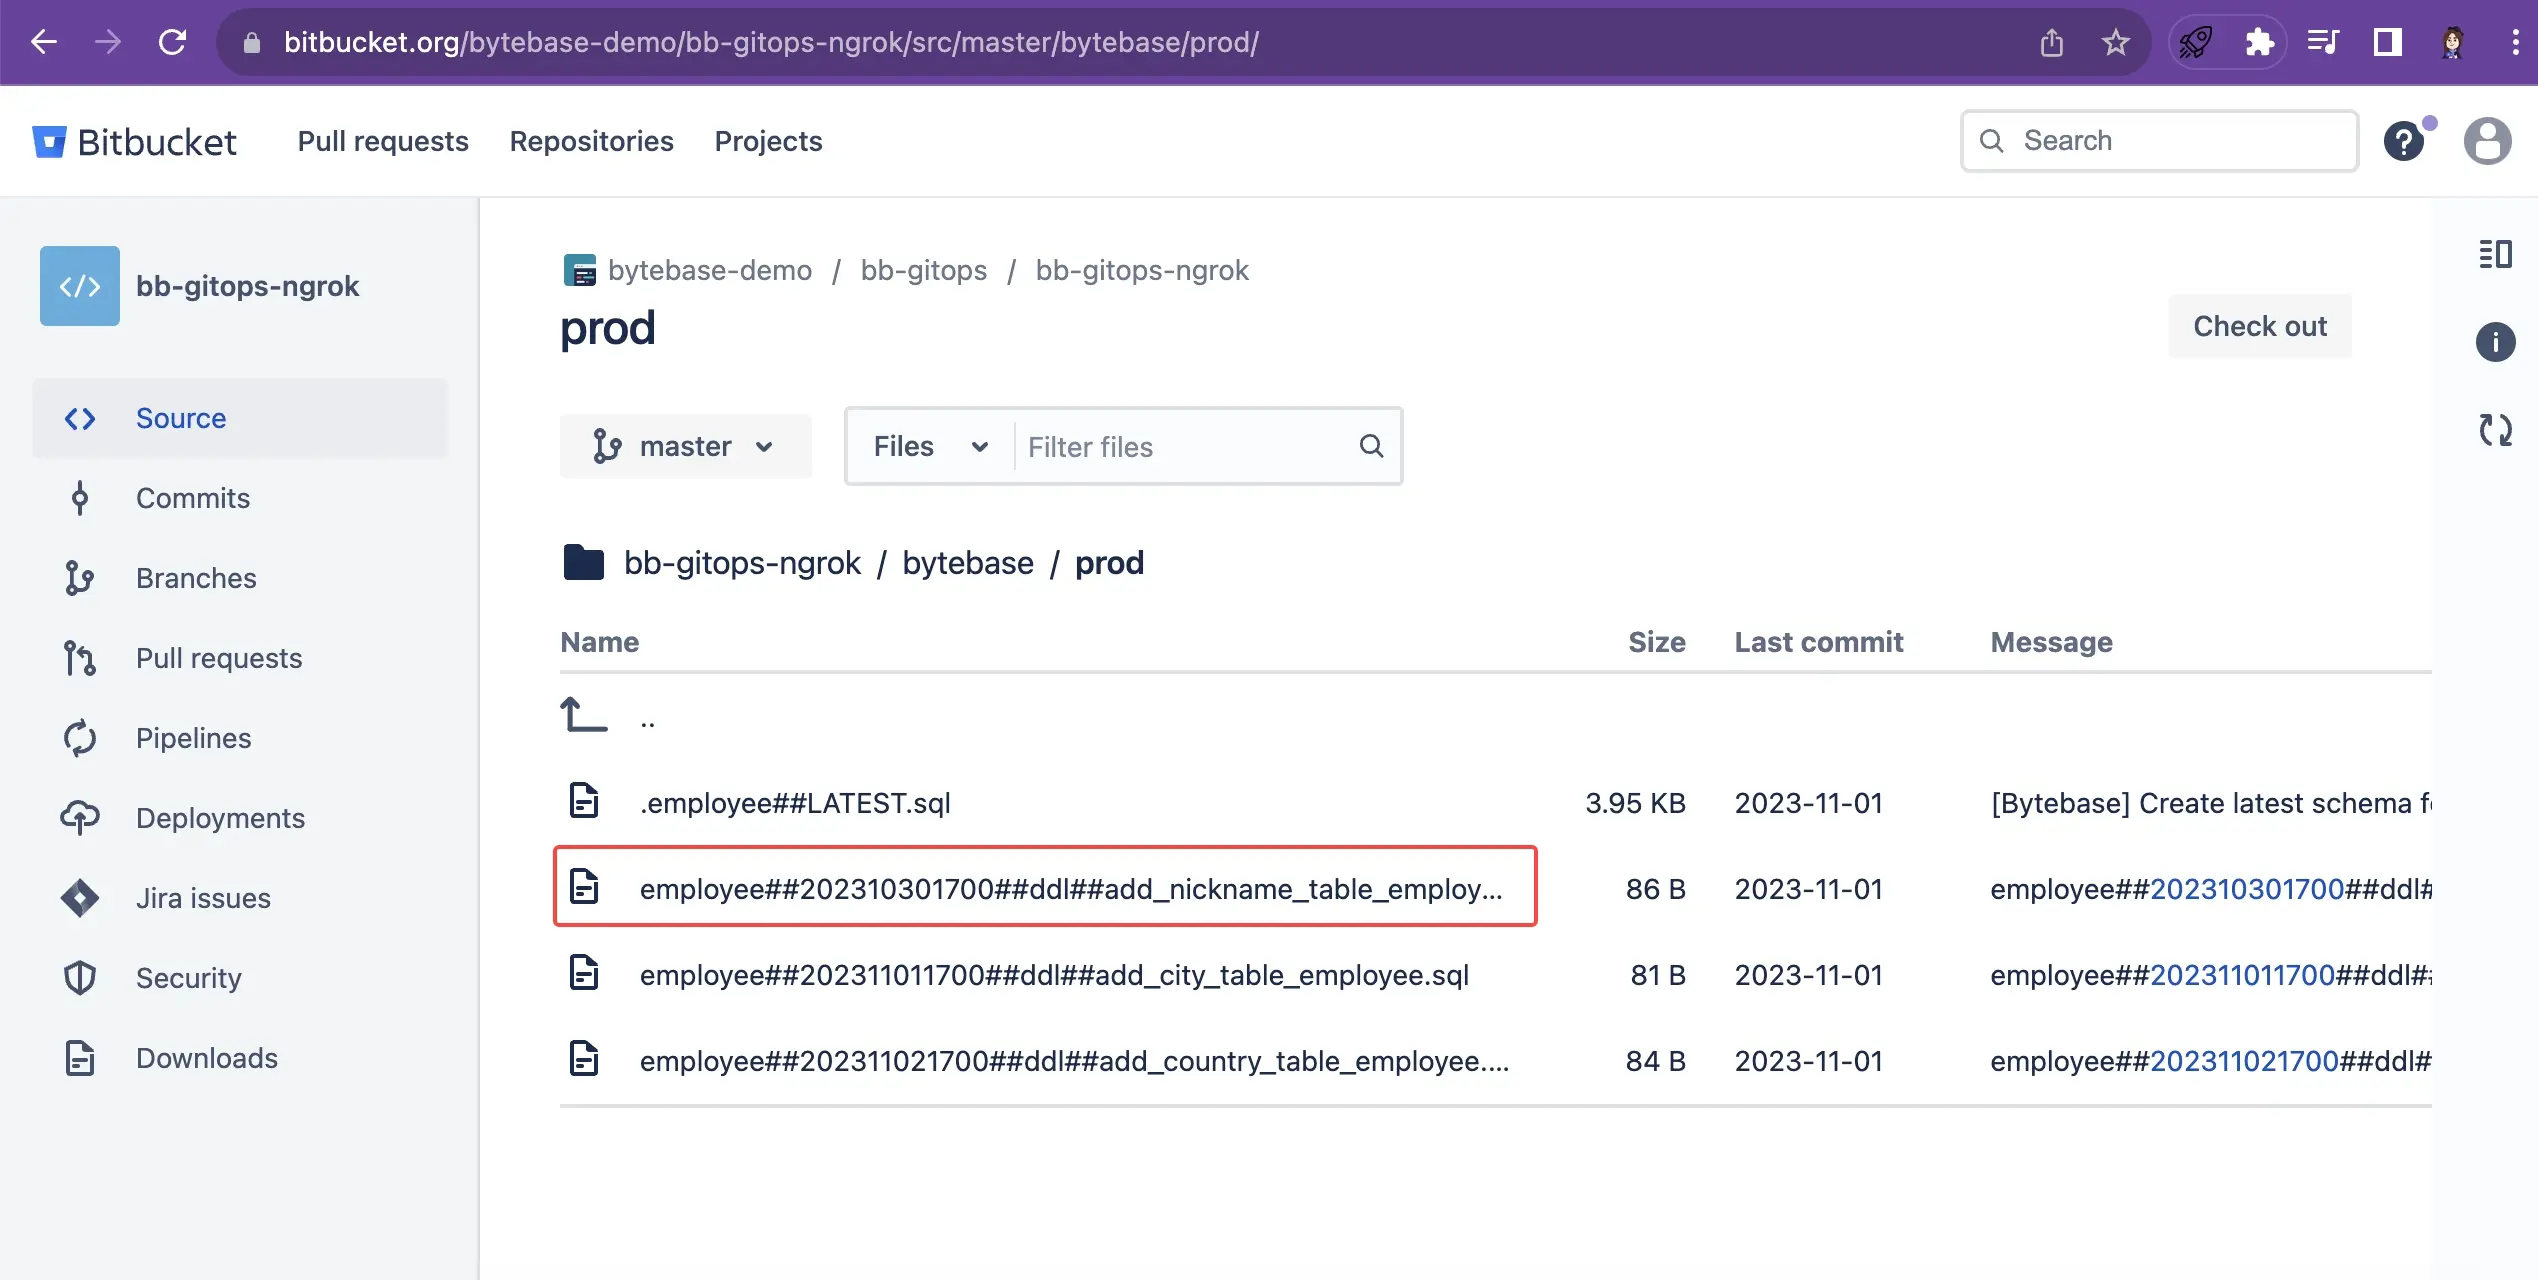 bitbucket.org/bytebase-demo/bb-gitops-ngrok/src/master/bytebase/prod/
Bitbucket Pull requests Repositories Projects Search ?
</> bb-gitops-ngrok
Source
Commits
Branches
Pull requests
Pipelines
Deployments
Jira issues
Security
Downloads
bytebase-demo / bb-gitops / bb-gitops-ngrok
prod
Check out
master Files Filter files
bb-gitops-ngrok / bytebase / prod
Name Size Last commit Message
..
.employee##LATEST.sql 3.95 KB 2023-11-01 [Bytebase] Create latest schema f
employee##202310301700##ddl##add_nickname_table_employ... 86 B 2023-11-01 employee##202310301700##ddl#
employee##202311011700##ddl##add_city_table_employee.sql 81 B 2023-11-01 employee##202311011700##ddl##
employee##202311021700##ddl##add_country_table_employee.... 84 B 2023-11-01 employee##202311021700##ddl#